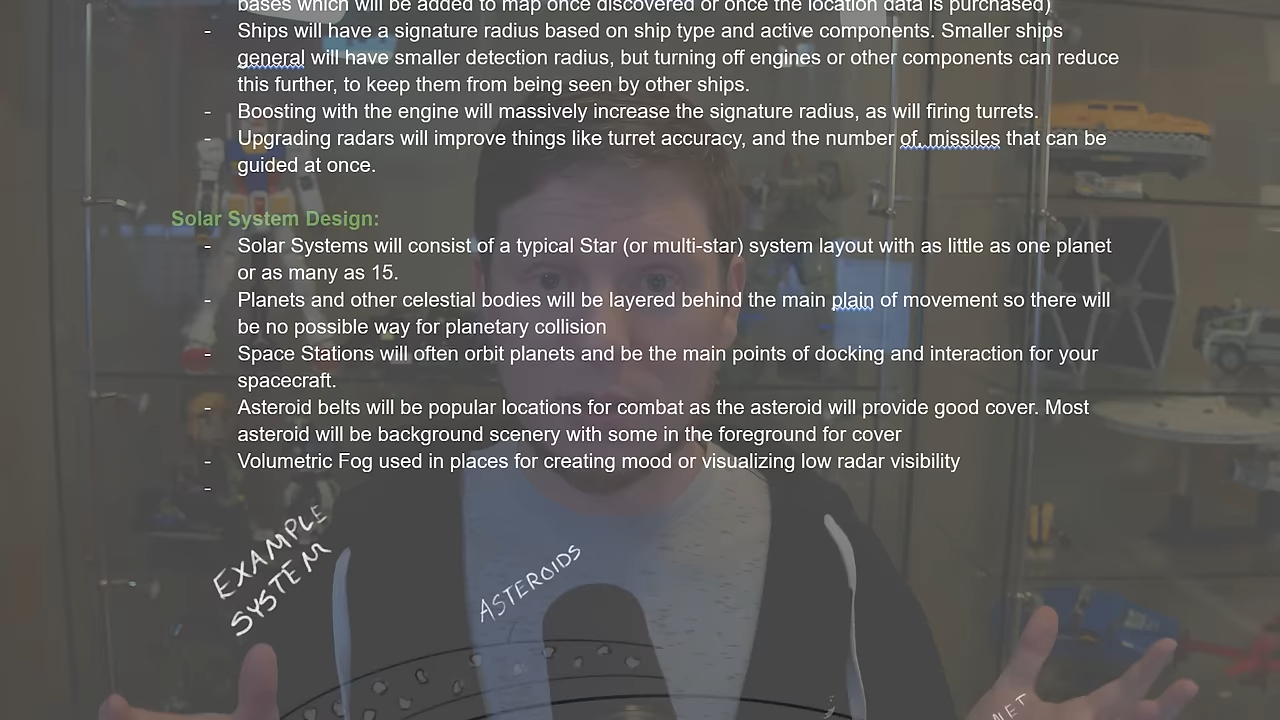 bases which will be added to map once discovered or once the location data is purchased)
- Ships will have a signature radius based on ship type and active components. Smaller ships
general will have smaller detection radius, but turning off engines or other components can reduce
this further, to keep them from being seen by other ships.
- Boosting with the engine will massively increase the signature radius, as will firing turrets.
- Upgrading radars will improve things like turret accuracy, and the number of, missiles that can be
guided at once.
Solar System Design:
- Solar Systems will consist of a typical Star (or multi-star) system layout with as little as one planet
or as many as 15.
- Planets and other celestial bodies will be layered behind the main plain of movement so there will
be no possible way for planetary collision
- Space Stations will often orbit planets and be the main points of docking and interaction for your
spacecraft.
- Asteroid belts will be popular locations for combat as the asteroid will provide good cover. Most
asteroid will be background scenery with some in the foreground for cover
- Volumetric Fog used in places for creating mood or visualizing low radar visibility
-
EXAMPLE
SYSTEM
ASTEROIDS